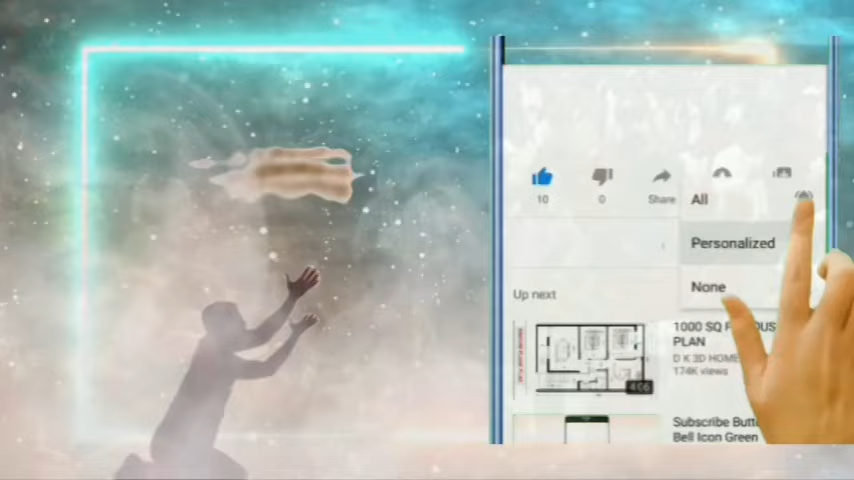 10
0
Share
All
Personalized
None
Up next
1000 SQ
PLAN
D K 3D HOME
174K views
4:06
Subscribe
Bell Icon Green